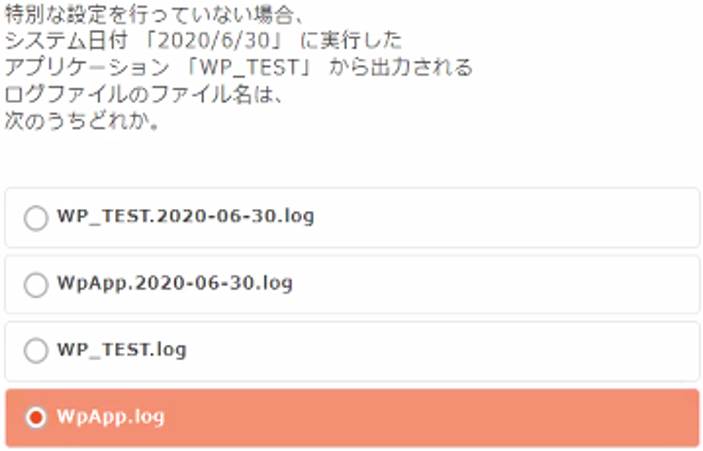 特別な設定を行っていない場合、
システム日付 「2020/6/30」 に実行した
アプリケーション 「WP_TEST」 から出力される
ログファイルのファイル名は、
次のうちどれか。
WP_TEST.2020-06-30.log
WpApp.2020-06-30.log
WP_TEST.log
WpApp.log